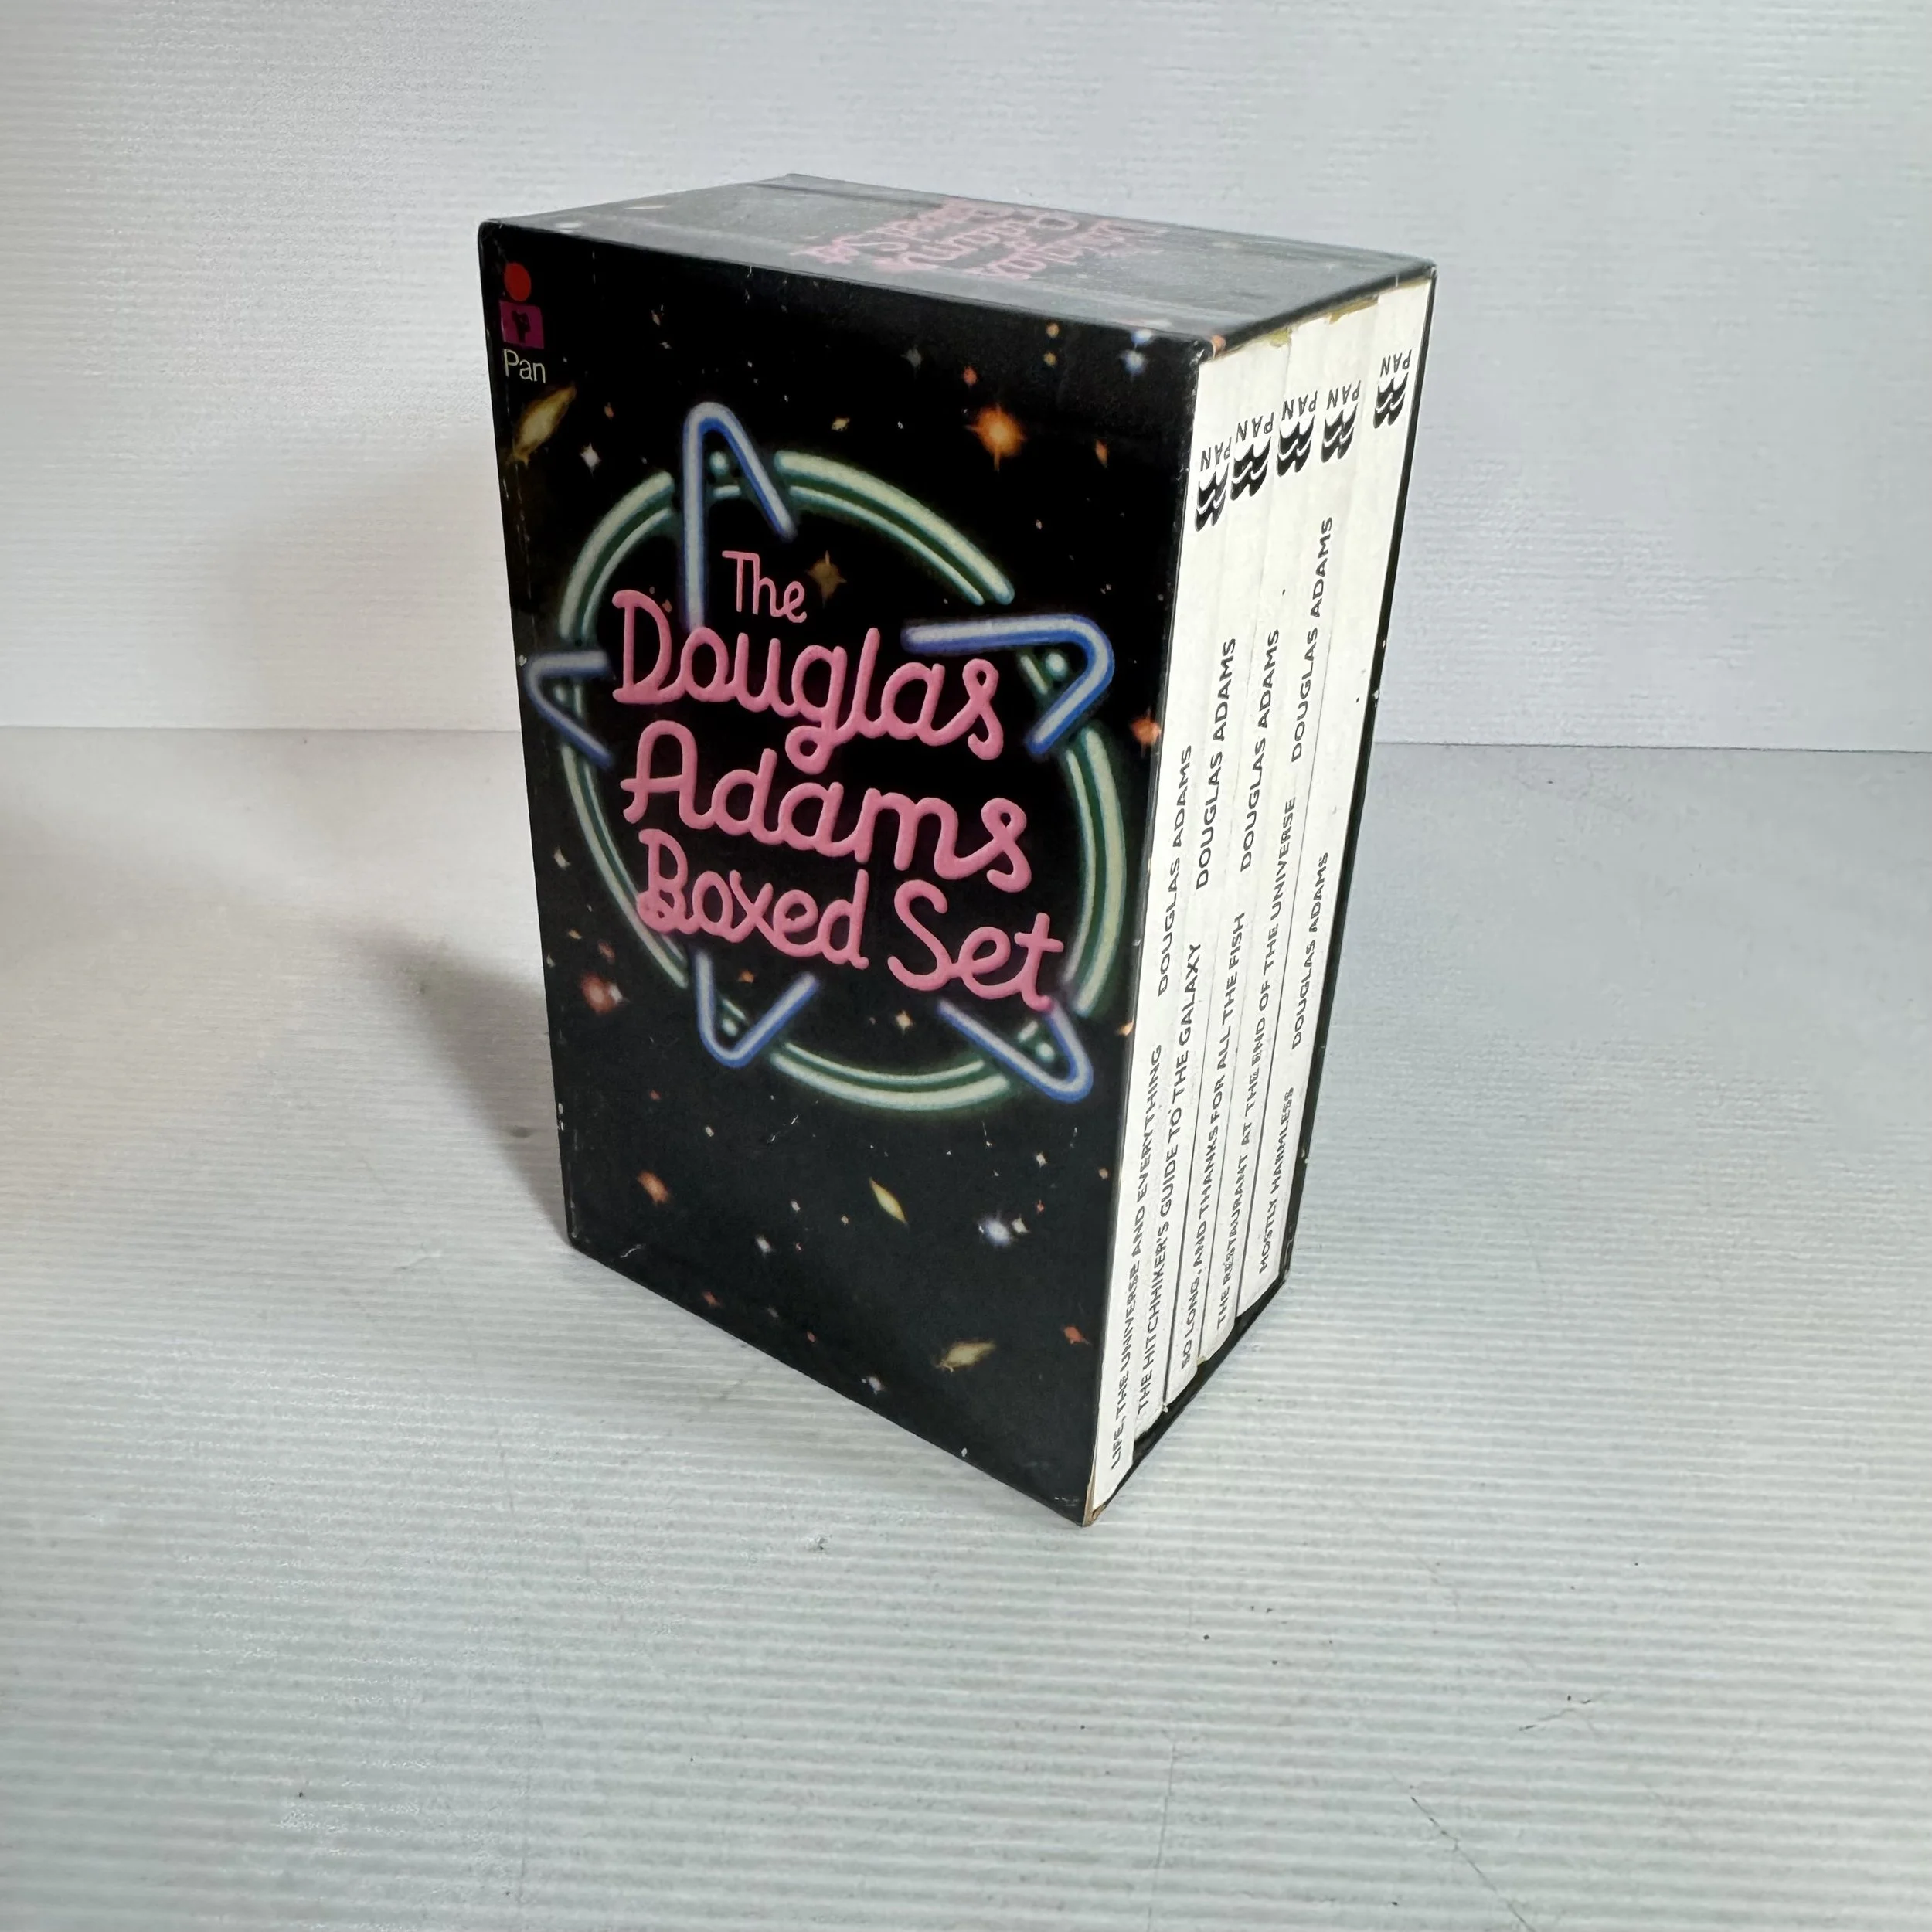 Pan
The
Douglas
Adams
Boxed Set
LIFE, THE UNIVERSE AND EVERYTHING DOUGLAS ADAMS PAN
THE HITCHHIKER'S GUIDE TO THE GALAXY DOUGLAS ADAMS PAN
SO LONG, AND THANKS FOR ALL THE FISH DOUGLAS ADAMS PAN
THE RESTAURANT AT THE END OF THE UNIVERSE DOUGLAS ADAMS PAN
MOSTLY HARMLESS DOUGLAS ADAMS PAN